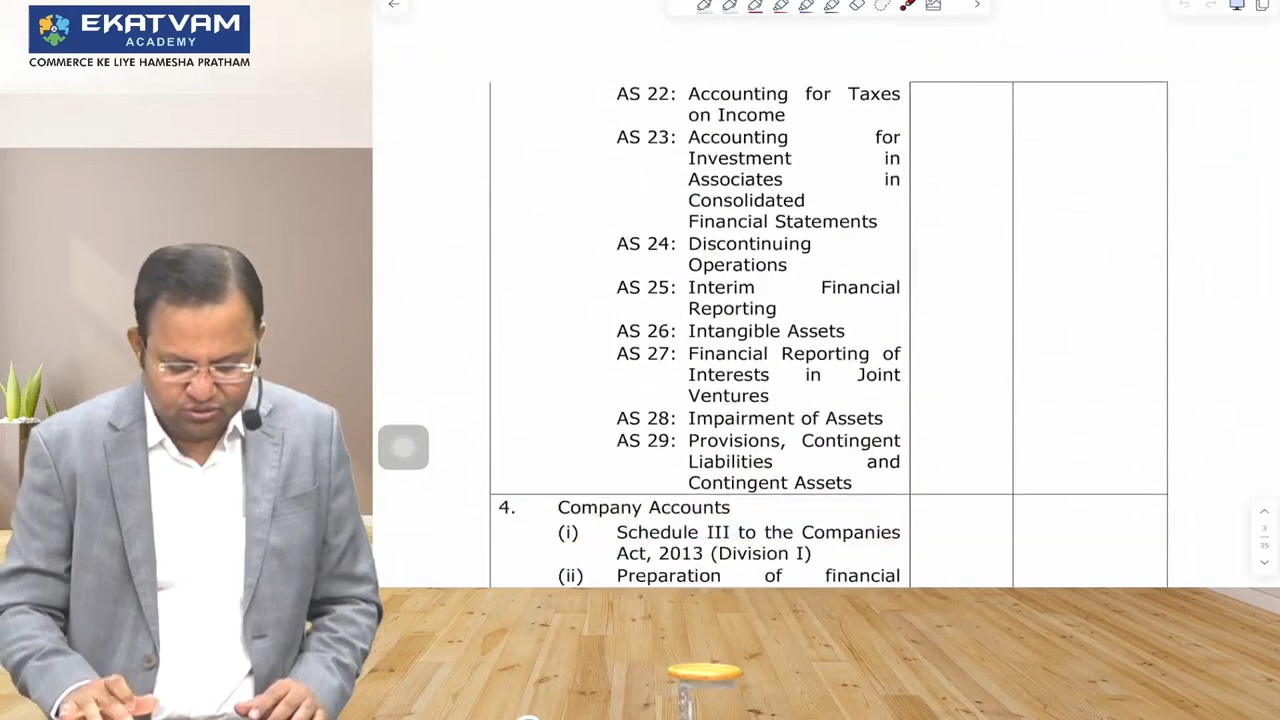 EKATVAM
ACADEMY
COMMERCE KE LIYE HAMESHA PRATHAM
AS 22: Accounting for Taxes
on Income
AS 23: Accounting for
Investment in
Associates in
Consolidated
Financial Statements
AS 24: Discontinuing
Operations
AS 25: Interim Financial
Reporting
AS 26: Intangible Assets
AS 27: Financial Reporting of
Interests in Joint
Ventures
AS 28: Impairment of Assets
AS 29: Provisions, Contingent
Liabilities and
Contingent Assets
4. Company Accounts
(i) Schedule III to the Companies
Act, 2013 (Division I)
(ii) Preparation of financial
3
35